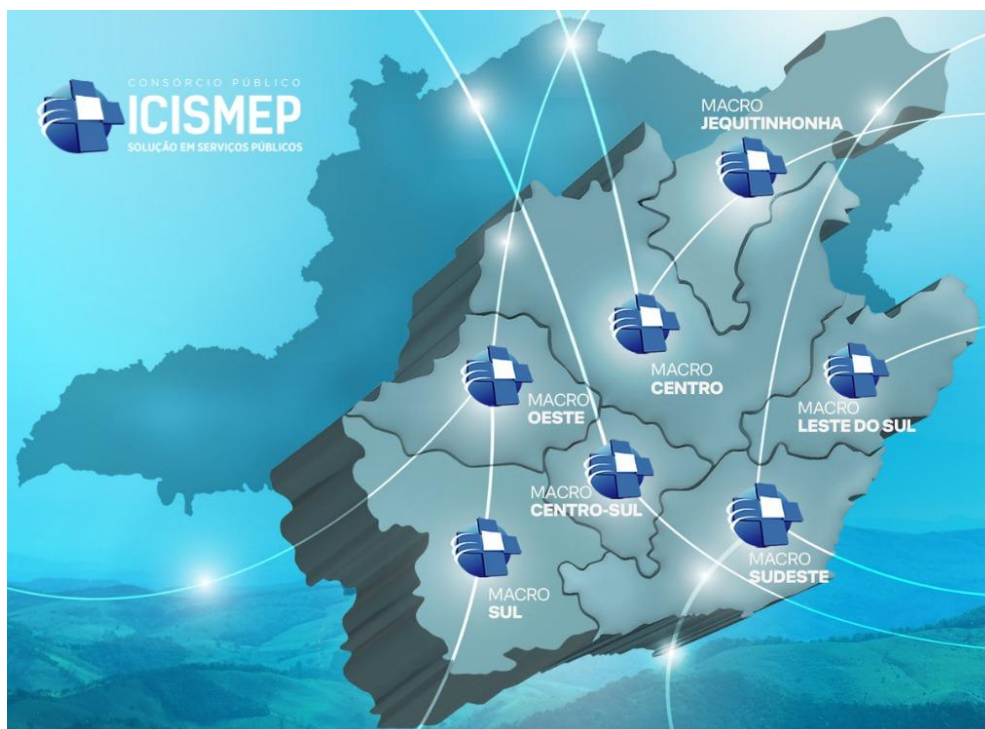 CONSÓRCIO PÚBLICO
ICISMEP
SOLUÇÃO EM SERVIÇOS PÚBLICOS
MACRO
JEQUITINHONHA
MACRO
CENTRO
MACRO
OESTE
MACRO
LESTE DO SUL
MACRO
CENTRO-SUL
MACRO
SUDESTE
MACRO
SUL